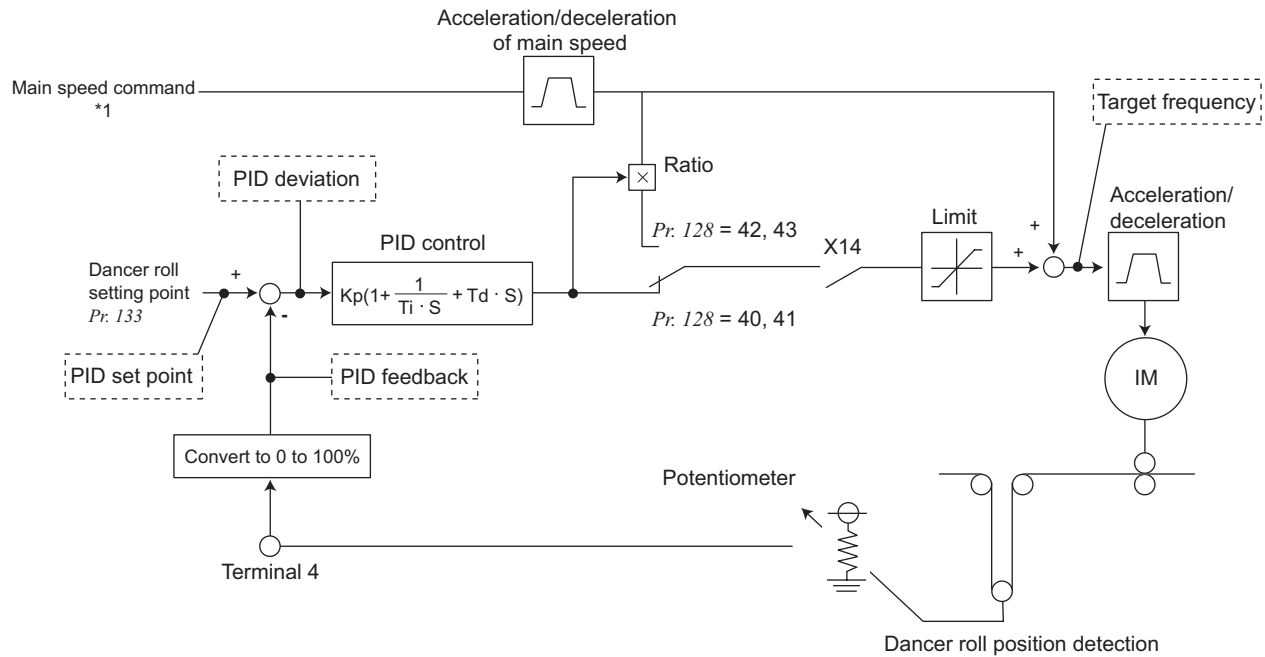 Acceleration/deceleration
of main speed
Main speed command
*1
Target frequency
Ratio
PID deviation
Acceleration/
deceleration
Limit
Pr. 128 = 42, 43
X14
PID control
Dancer roll
setting point
Pr. 133
+
-
Kp(1+ 1/(Ti · S) + Td · S)
×
+
+
Pr. 128 = 40, 41
PID set point
PID feedback
IM
Convert to 0 to 100%
Potentiometer
Terminal 4
Dancer roll position detection